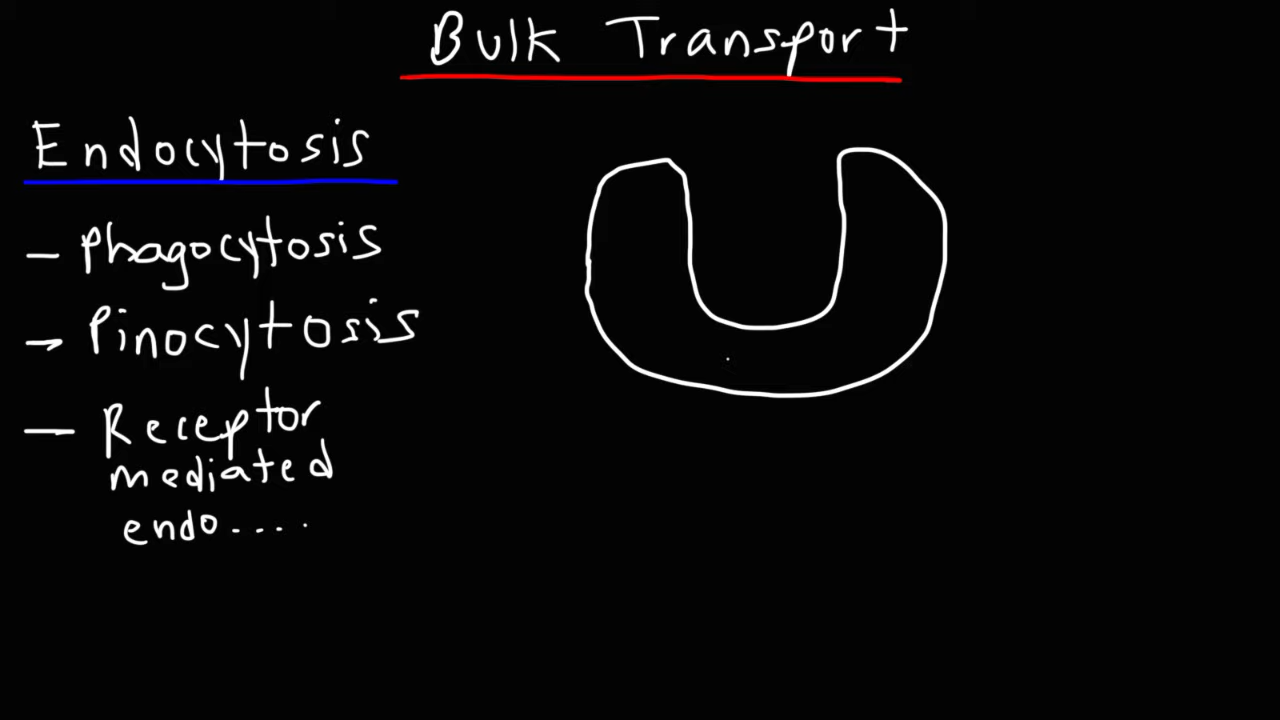 Bulk Transport
Endocytosis
- Phagocytosis
- Pinocytosis
- Receptor
mediated
endo....